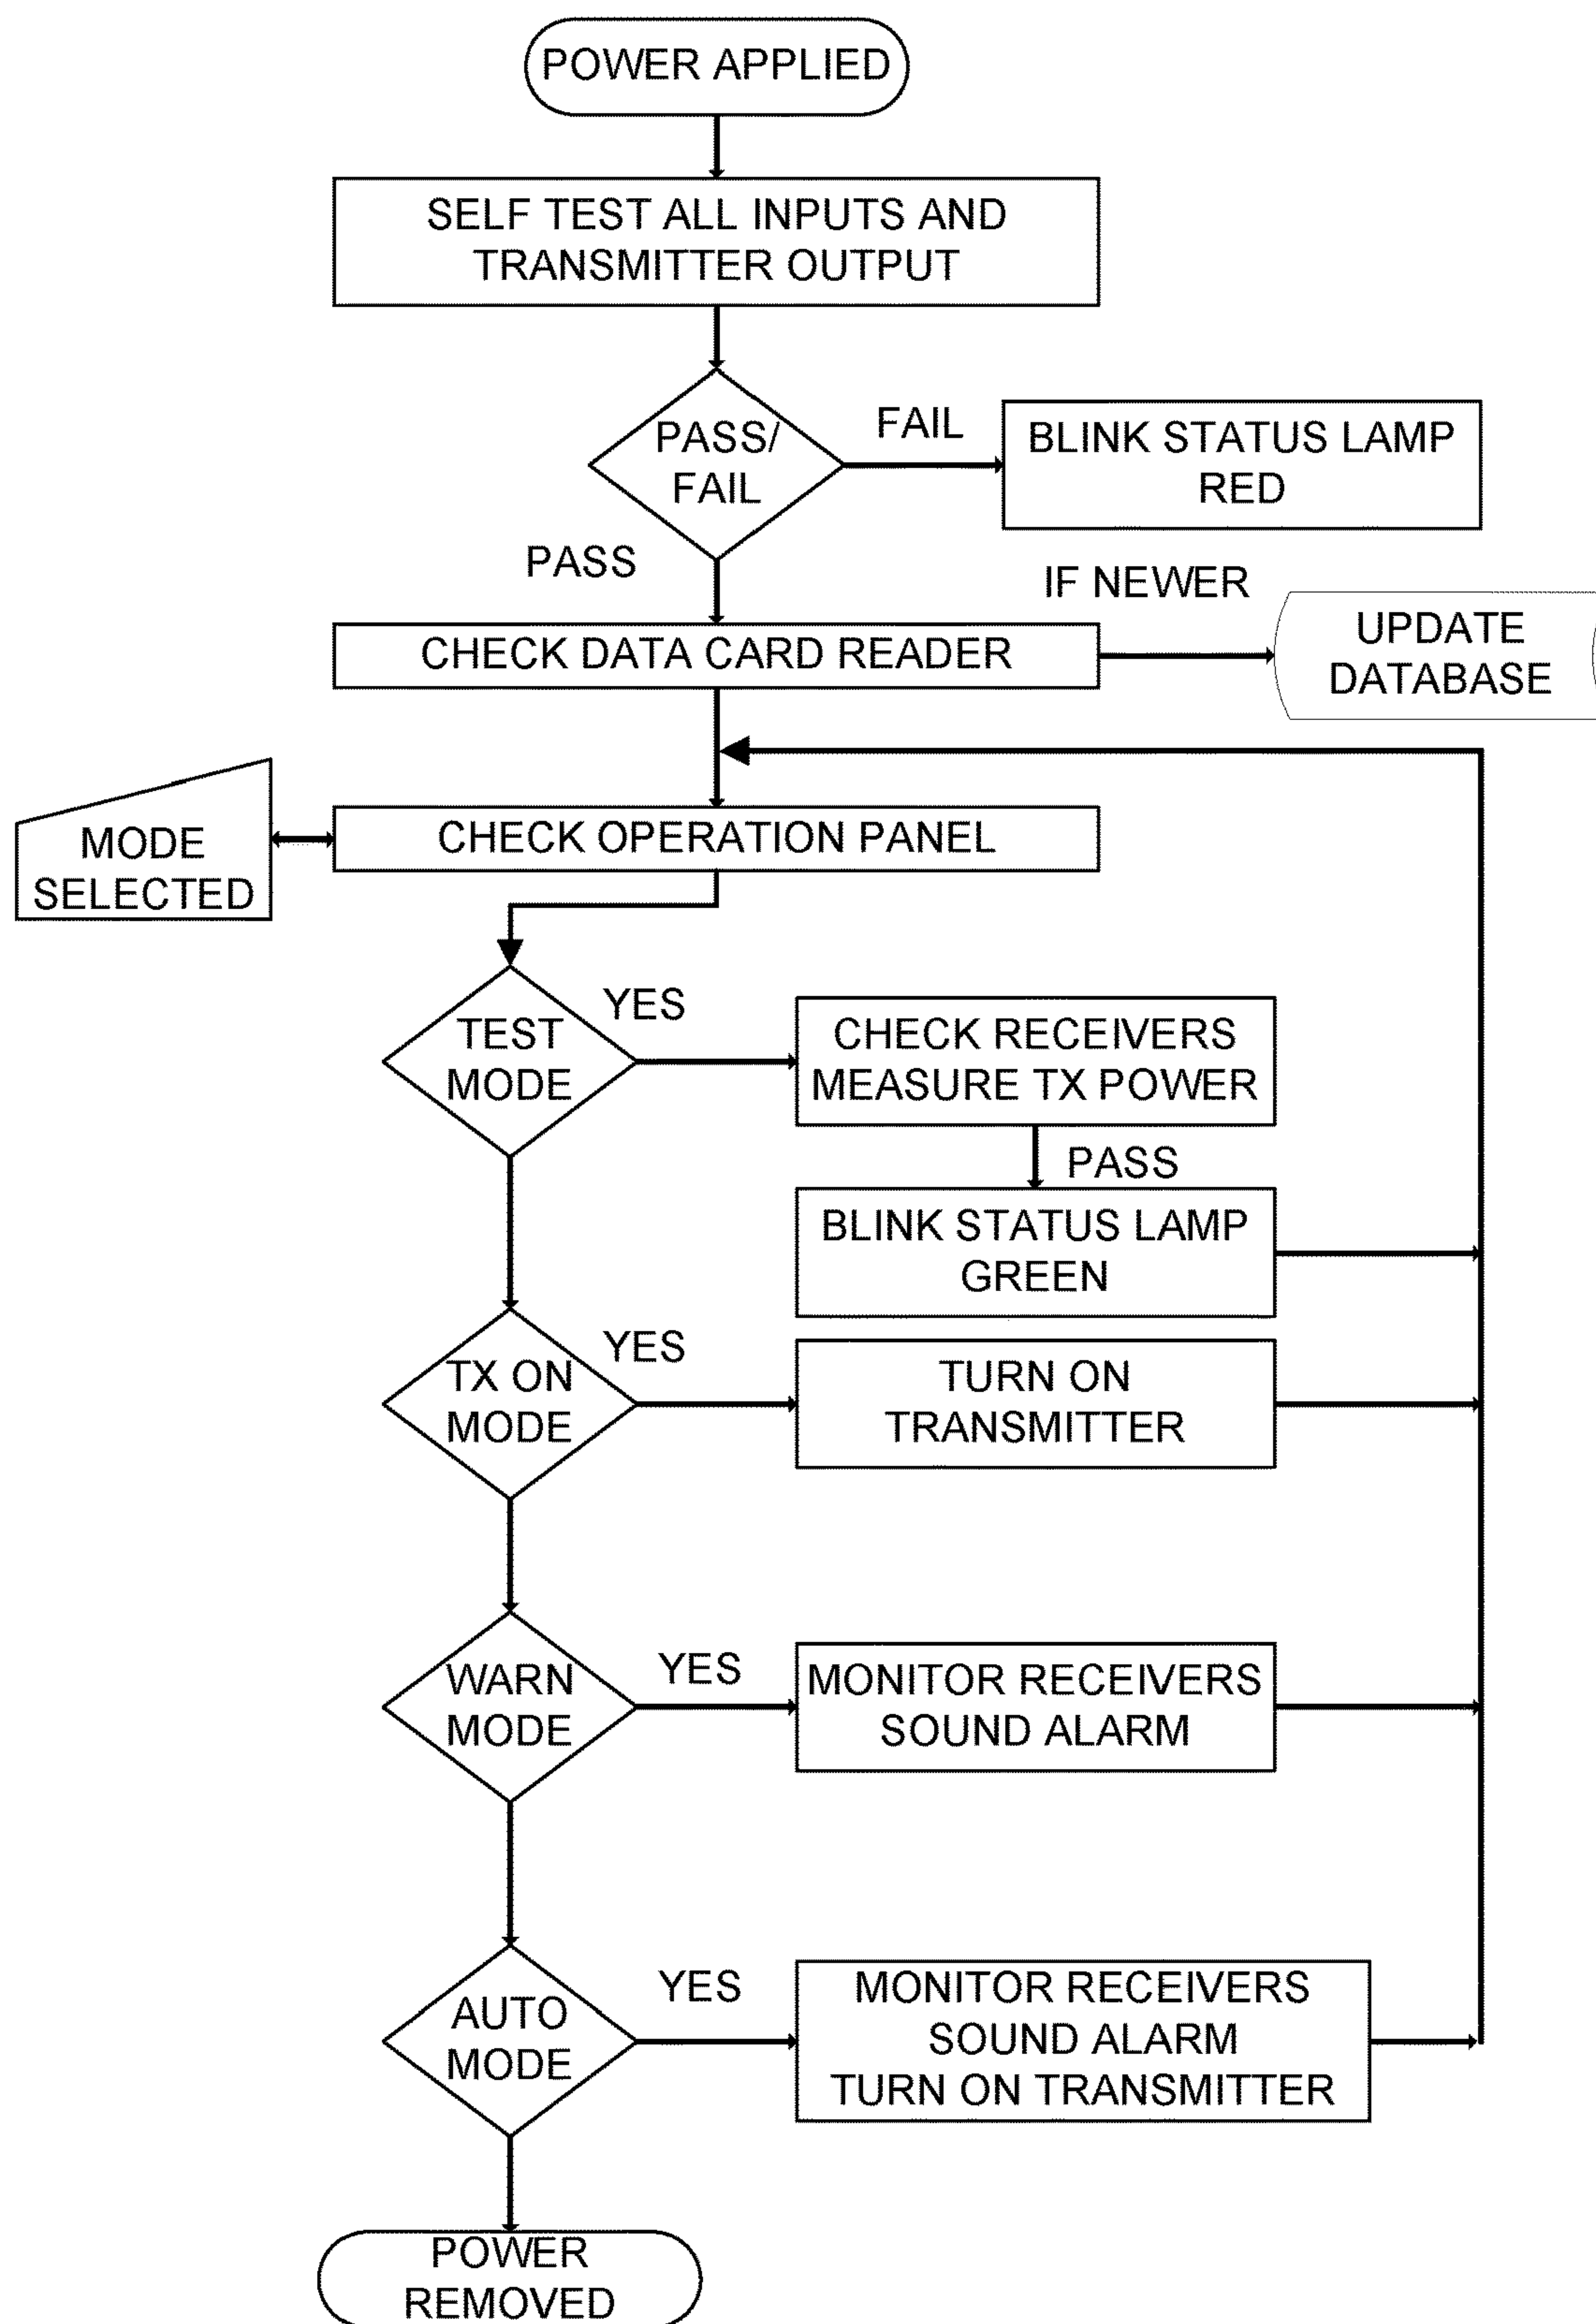 POWER APPLIED
SELF TEST ALL INPUTS AND
TRANSMITTER OUTPUT
PASS/
FAIL
FAIL
BLINK STATUS LAMP
RED
PASS
IF NEWER
CHECK DATA CARD READER
UPDATE
DATABASE
MODE
SELECTED
CHECK OPERATION PANEL
TEST
MODE
YES
CHECK RECEIVERS
MEASURE TX POWER
PASS
BLINK STATUS LAMP
GREEN
TX ON
MODE
YES
TURN ON
TRANSMITTER
WARN
MODE
YES
MONITOR RECEIVERS
SOUND ALARM
AUTO
MODE
YES
MONITOR RECEIVERS
SOUND ALARM
TURN ON TRANSMITTER
POWER
REMOVED